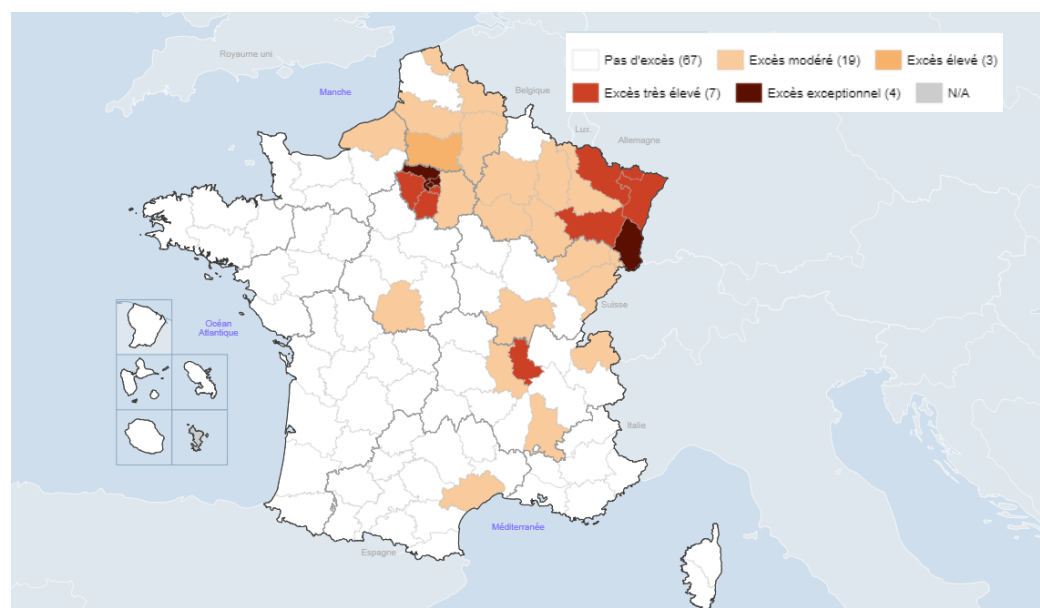 Royaume uni
Manche
Belgique
Lux.
Allemagne
Pas d'excès (67) Excès modéré (19) Excès élevé (3)
Excès très élevé (7) Excès exceptionnel (4) N/A
Suisse
Océan
Atlantique
Italie
Méditerranée
Espagne